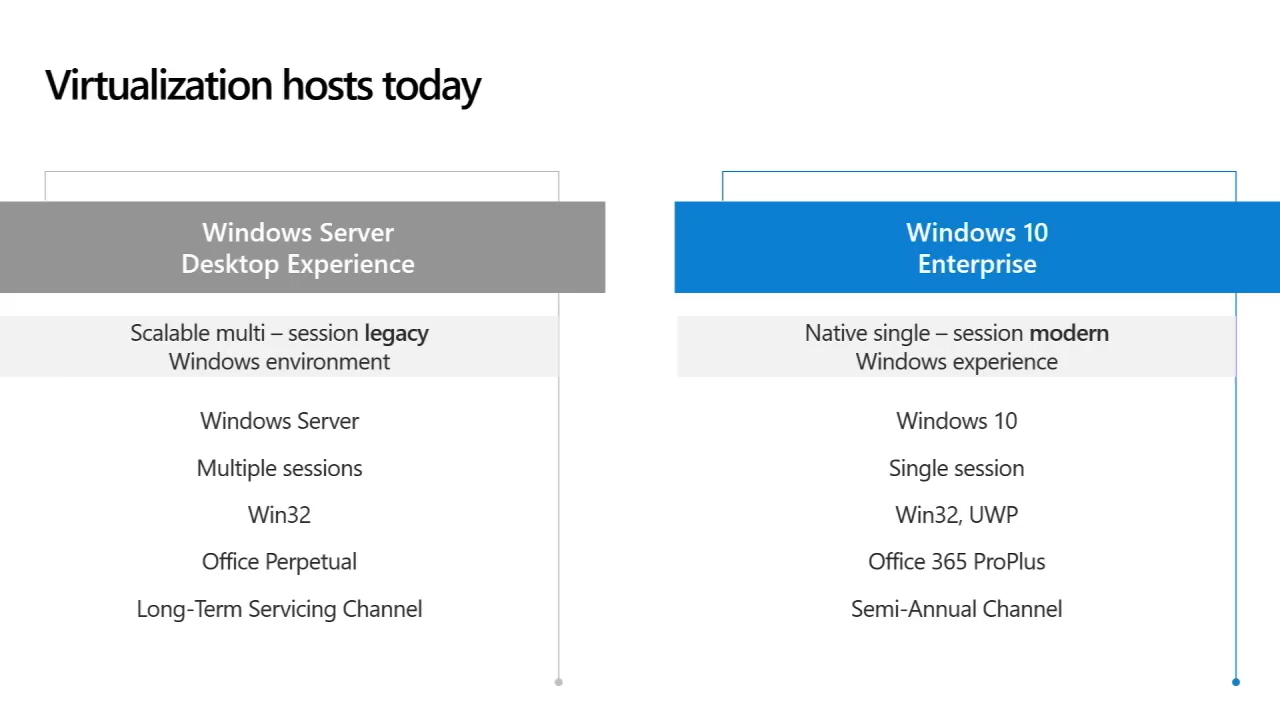 Virtualization hosts today
Windows Server
Desktop Experience
Scalable multi – session legacy
Windows environment
Windows Server
Multiple sessions
Win32
Office Perpetual
Long-Term Servicing Channel
Windows 10
Enterprise
Native single – session modern
Windows experience
Windows 10
Single session
Win32, UWP
Office 365 ProPlus
Semi-Annual Channel